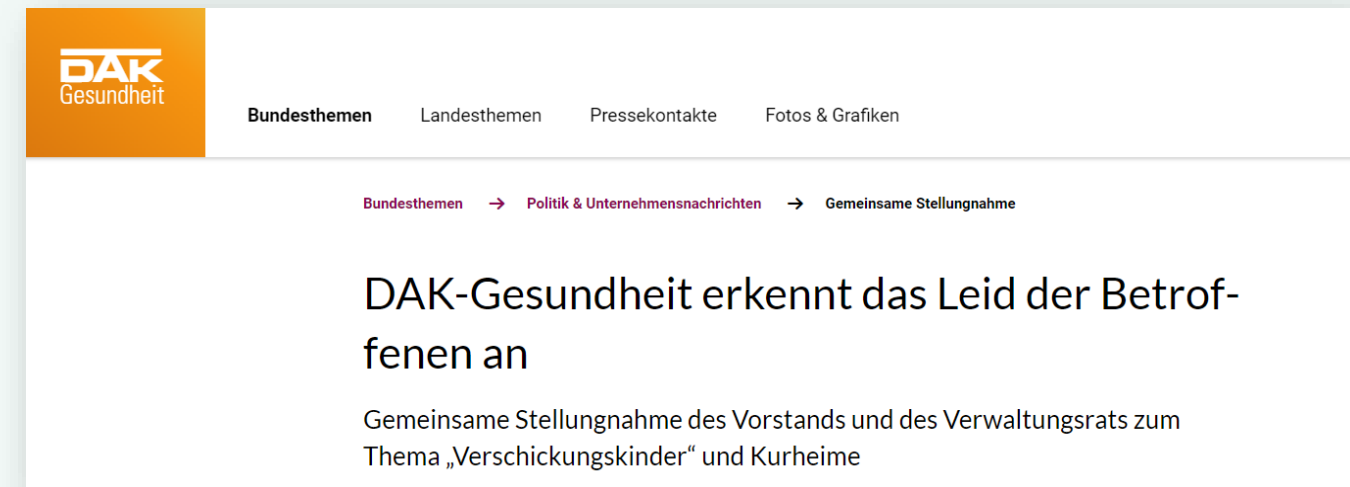 DAK
Gesundheit
Bundesthemen Landesthemen Pressekontakte Fotos & Grafiken
Bundesthemen → Politik & Unternehmensnachrichten → Gemeinsame Stellungnahme
DAK-Gesundheit erkennt das Leid der Betrof-
fenen an
Gemeinsame Stellungnahme des Vorstands und des Verwaltungsrats zum
Thema „Verschickungskinder“ und Kurheime